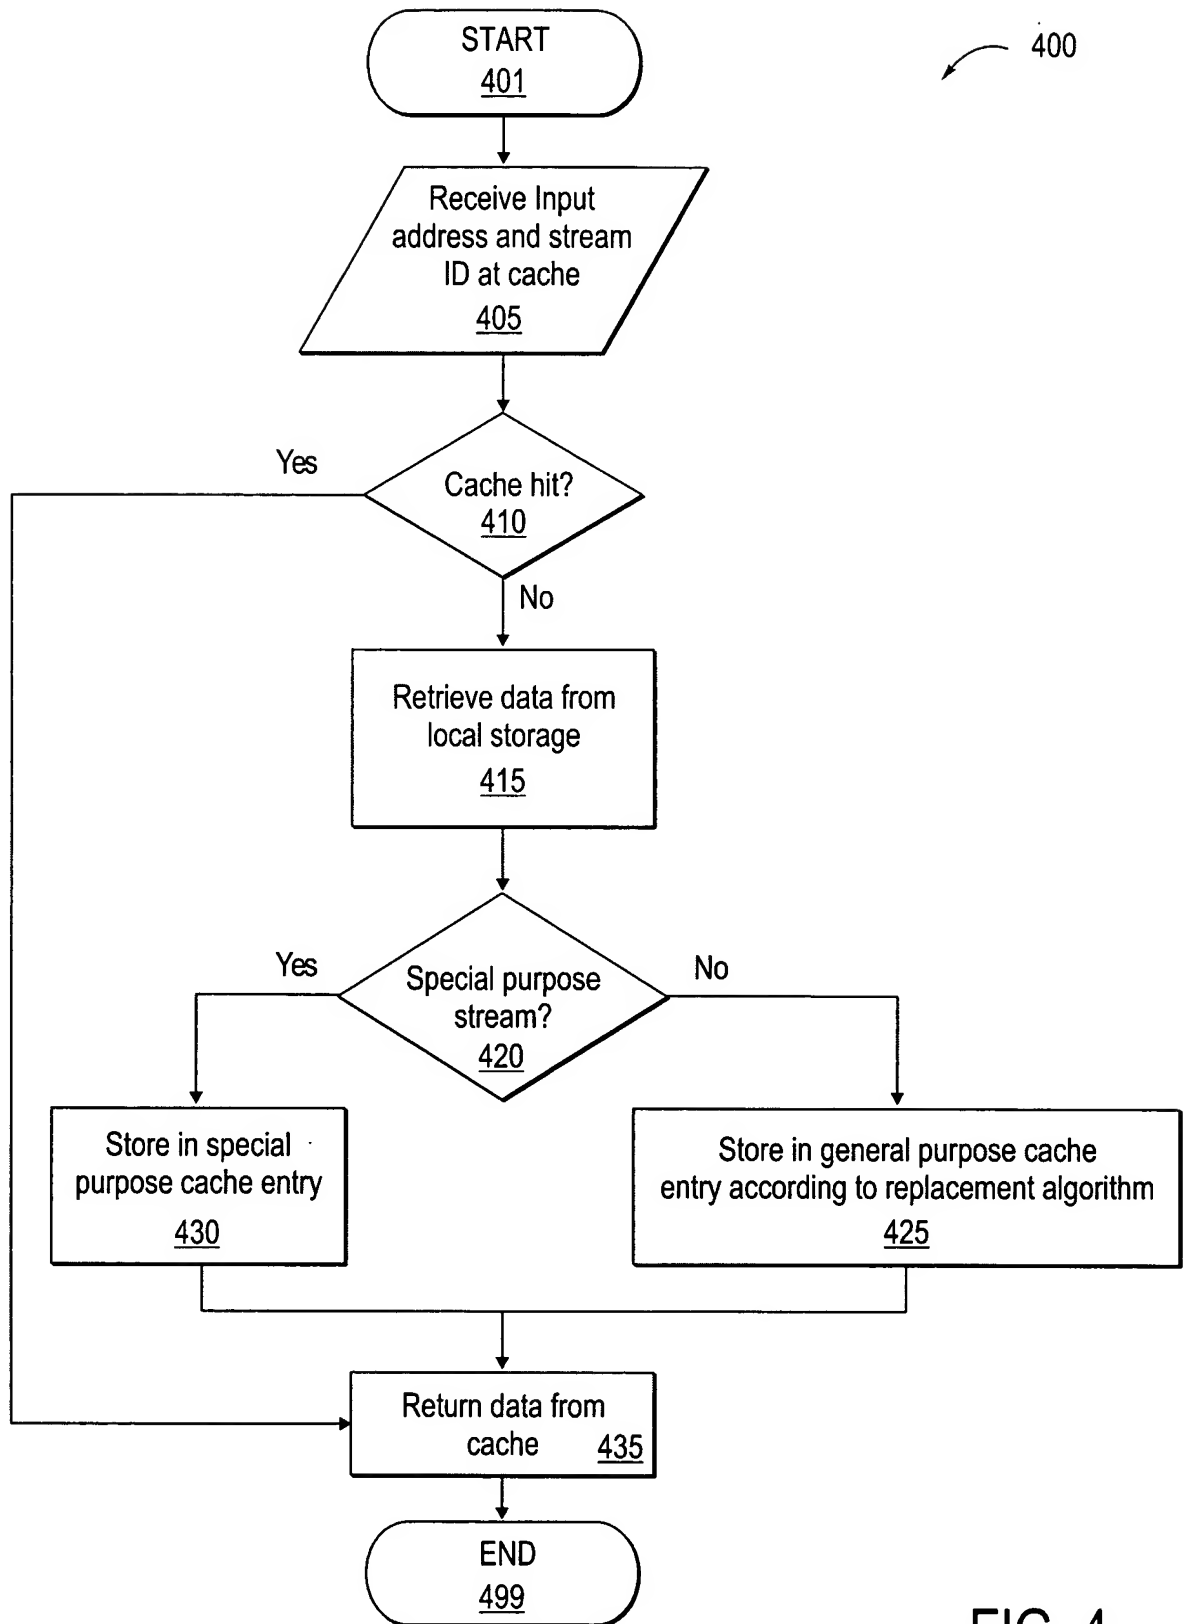 START
401
400
Receive Input
address and stream
ID at cache
405
Yes
Cache hit?
410
No
Retrieve data from
local storage
415
Yes
No
Special purpose
stream?
420
Store in special
purpose cache entry
430
Store in general purpose cache
entry according to replacement algorithm
425
Return data from
cache 435
END
499
FIG. 4